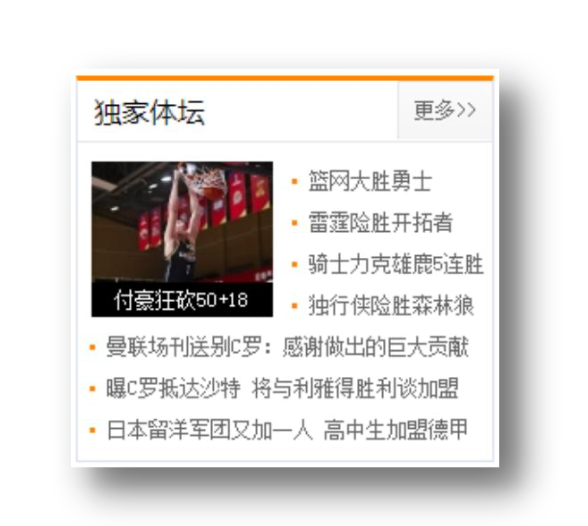 独家体坛
更多>>
篮网大胜勇士
雷霆险胜开拓者
骑士力克雄鹿5连胜
独行侠险胜森林狼
付豪狂砍50+18
曼联场刊送别C罗：感谢做出的巨大贡献
曝C罗抵达沙特 将与利雅得胜利谈加盟
日本留洋军团又加一人 高中生加盟德甲